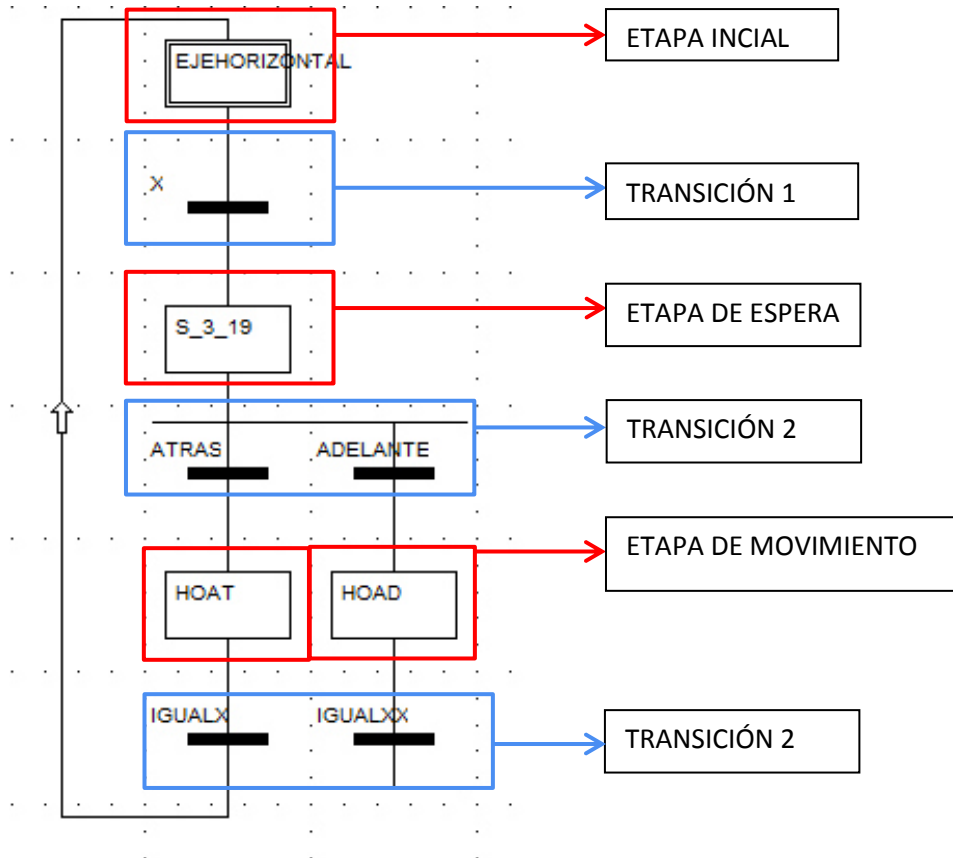 EJEHORIZONTAL
ETAPA INCIAL
X
TRANSICIÓN 1
S_3_19
ETAPA DE ESPERA
ATRAS
ADELANTE
TRANSICIÓN 2
HOAT
HOAD
ETAPA DE MOVIMIENTO
IGUALX
IGUALXX
TRANSICIÓN 2